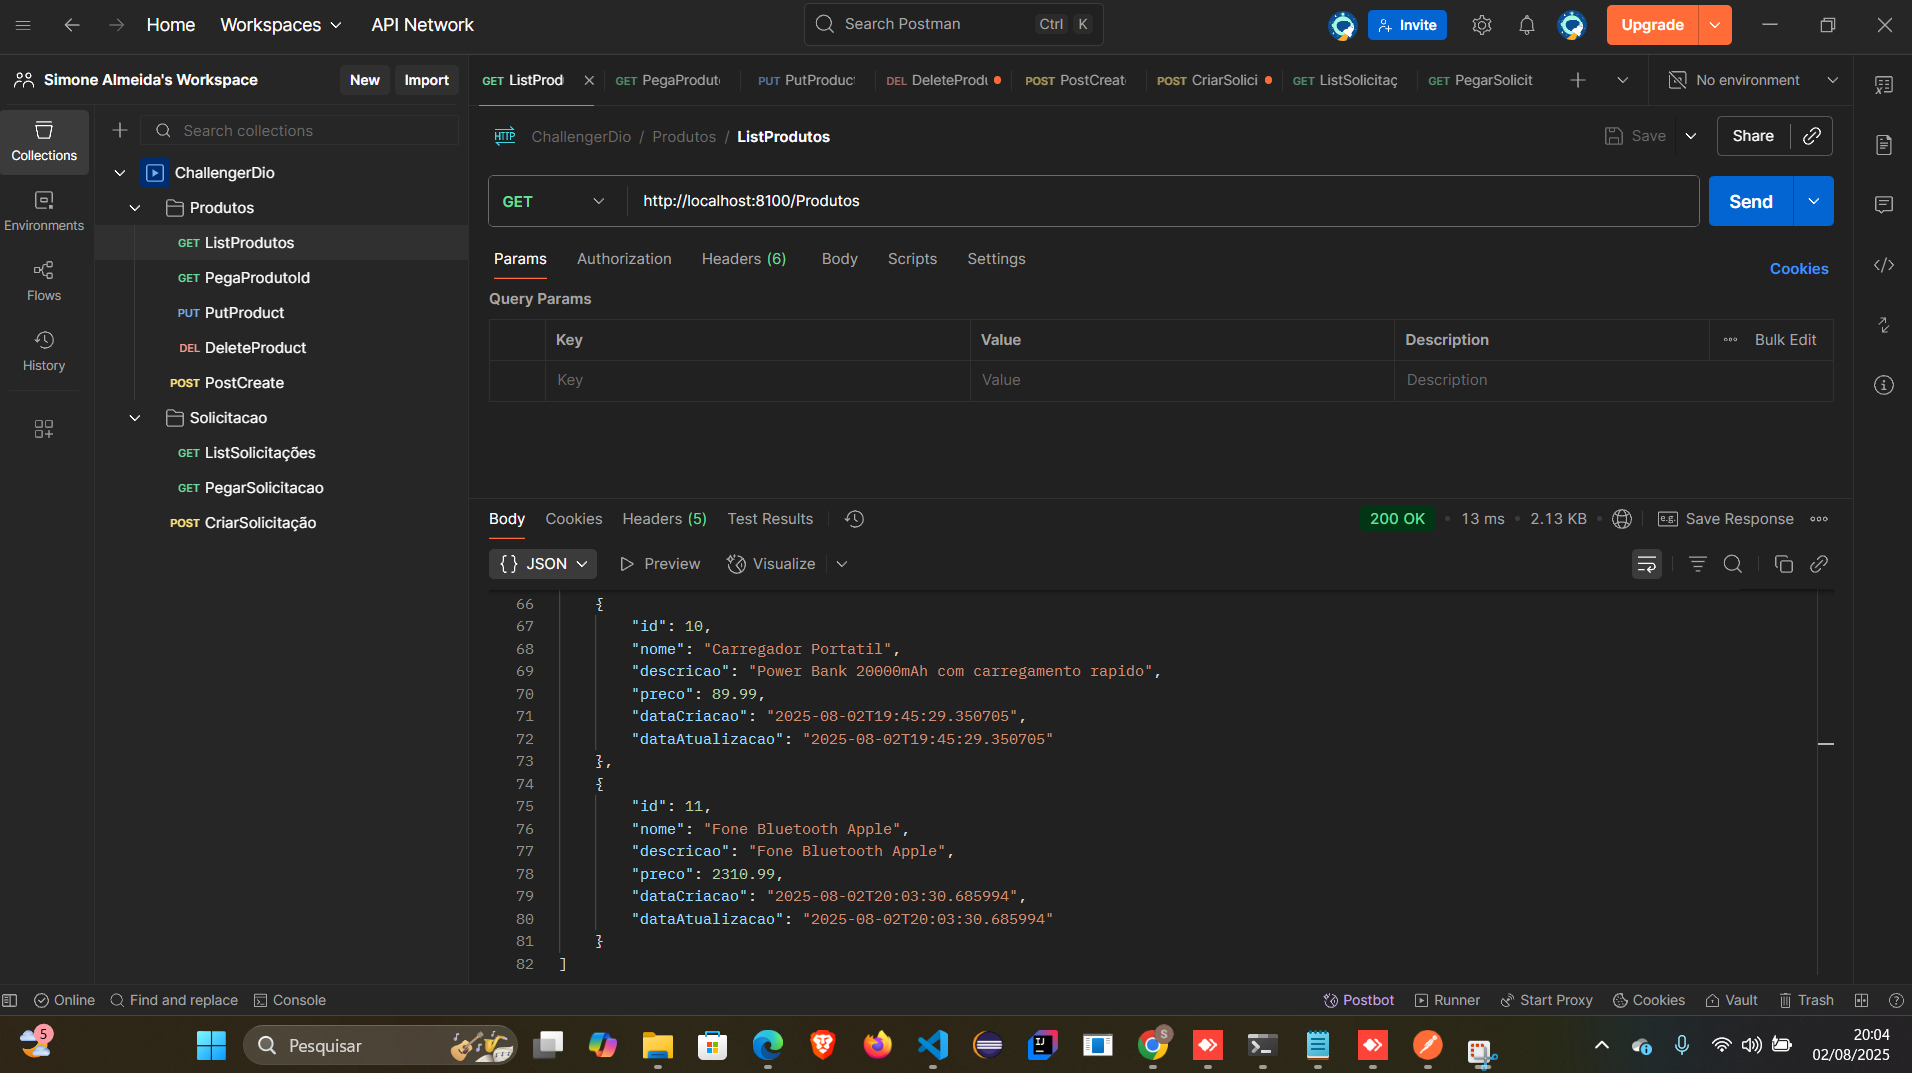 Home
Workspaces
API Network
Search Postman
Ctrl K
Invite
Upgrade
Simone Almeida's Workspace
New
Import
GET ListProd
GET PegaProdut
PUT PutProduc
DEL DeleteProdu
POST PostCreat
POST CriarSolici
GET ListSolicitaç
GET PegarSolicit
No environment
Collections
Environments
Flows
History
Search collections
ChallengerDio
Produtos
GET ListProdutos
GET PegaProdutoId
PUT PutProduct
DEL DeleteProduct
POST PostCreate
Solicitacao
GET ListSolicitações
GET PegarSolicitacao
POST CriarSolicitação
HTTP ChallengerDio / Produtos / ListProdutos
Save
Share
GET http://localhost:8100/Produtos
Send
Params Authorization Headers (6) Body Scripts Settings
Cookies
Query Params
Key Value Description Bulk Edit
Key Value Description
Body Cookies Headers (5) Test Results
200 OK • 13 ms • 2.13 KB
e.g. Save Response
{} JSON
Preview
Visualize
66 {
67 "id": 10,
68 "nome": "Carregador Portatil",
69 "descricao": "Power Bank 20000mAh com carregamento rapido",
70 "preco": 89.99,
71 "dataCriacao": "2025-08-02T19:45:29.350705",
72 "dataAtualizacao": "2025-08-02T19:45:29.350705"
73 },
74 {
75 "id": 11,
76 "nome": "Fone Bluetooth Apple",
77 "descricao": "Fone Bluetooth Apple",
78 "preco": 2310.99,
79 "dataCriacao": "2025-08-02T20:03:30.685994",
80 "dataAtualizacao": "2025-08-02T20:03:30.685994"
81 }
82 ]
Online
Find and replace
Console
Postbot
Runner
Start Proxy
Cookies
Vault
Trash
5
Pesquisar
IJ
S
20:04
02/08/2025